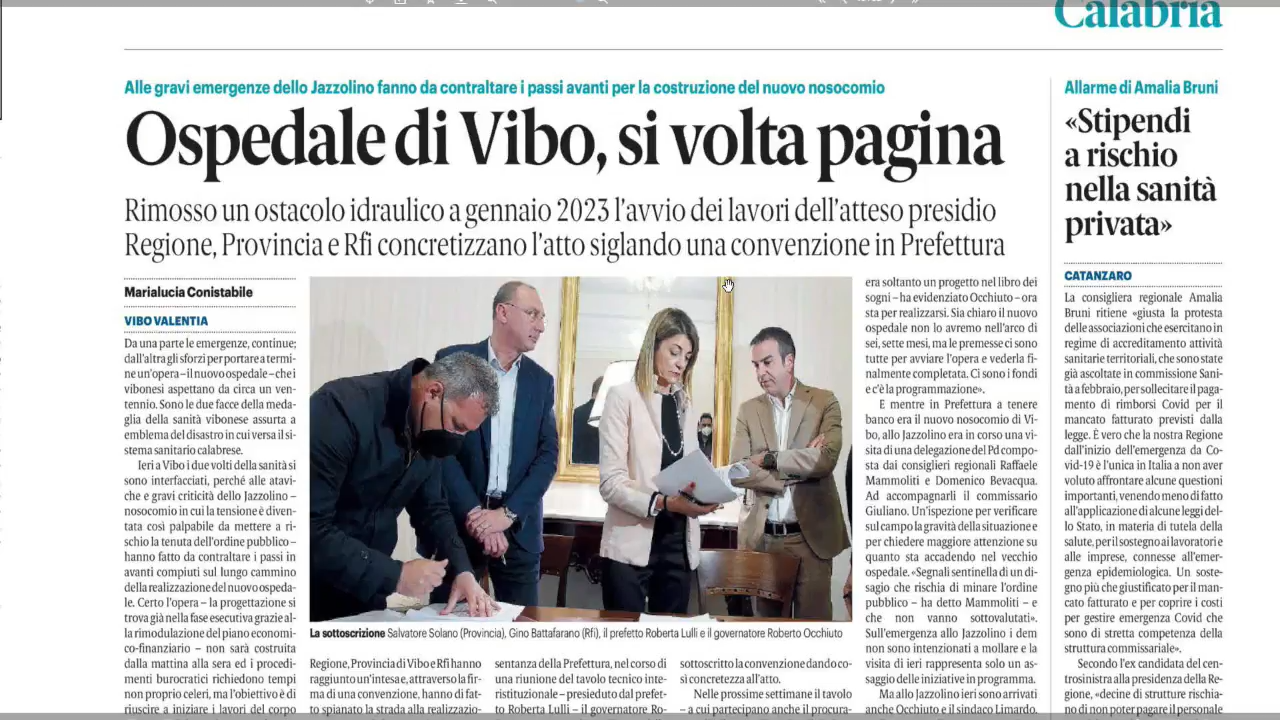 Calabria
Alle gravi emergenze dello Jazzolino fanno da contraltare i passi avanti per la costruzione del nuovo nosocomio
Ospedale di Vibo, si volta pagina
Rimosso un ostacolo idraulico a gennaio 2023 l'avvio dei lavori dell'atteso presidio
Regione, Provincia e Rfi concretizzano l'atto siglando una convenzione in Prefettura
Marialucia Conistabile
VIBO VALENTIA
Da una parte le emergenze, continue;
dall'altra gli sforzi per portare a termi-
ne un'opera – il nuovo ospedale – che i
vibonesi aspettano da circa un ven-
tennio. Sono le due facce della meda-
glia della sanità vibonese assurta a
emblema del disastro in cui versa il si-
stema sanitario calabrese.
Ieri a Vibo i due volti della sanità si
sono interfacciati, perché alle atavi-
che e gravi criticità dello Jazzolino –
nosocomio in cui la tensione è diven-
tata così palpabile da mettere a ri-
schio la tenuta dell'ordine pubblico –
hanno fatto da contraltare i passi in
avanti compiuti sul lungo cammino
della realizzazione del nuovo ospeda-
le. Certo l'opera – la progettazione si
trova già nella fase esecutiva grazie al-
la rimodulazione del piano economi-
co-finanziario – non sarà costruita
dalla mattina alla sera ed i procedi-
menti burocratici richiedono tempi
non proprio celeri, ma l'obiettivo è di
riuscire a iniziare i lavori del corpo
La sottoscrizione Salvatore Solano (Provincia), Gino Battafarano (Rfi), il prefetto Roberta Lulli e il governatore Roberto Occhiuto
Regione, Provincia di Vibo e Rfi hanno
raggiunto un'intesa e, attraverso la fir-
ma di una convenzione, hanno di fat-
to spianato la strada alla realizzazio-
sentanza della Prefettura, nel corso di
una riunione del tavolo tecnico inte-
ristituzionale – presieduto dal prefet-
to Roberta Lulli – il governatore Ro-
sottoscritto la convenzione dando co-
sì concretezza all'atto.
Nelle prossime settimane il tavolo
– a cui partecipano anche il procura-
era soltanto un progetto nel libro dei
sogni – ha evidenziato Occhiuto – ora
sta per realizzarsi. Sia chiaro il nuovo
ospedale non lo avremo nell'arco di
sei, sette mesi, ma le premesse ci sono
tutte per avviare l'opera e vederla fi-
nalmente completata. Ci sono i fondi
e c'è la programmazione».
E mentre in Prefettura a tenere
banco era il nuovo nosocomio di Vi-
bo, allo Jazzolino era in corso una vi-
sita di una delegazione del Pd compo-
sta dai consiglieri regionali Raffaele
Mammoliti e Domenico Bevacqua.
Ad accompagnarli il commissario
Giuliano. Un'ispezione per verificare
sul campo la gravità della situazione e
per chiedere maggiore attenzione su
quanto sta accadendo nel vecchio
ospedale. «Segnali sentinella di un di-
sagio che rischia di minare l'ordine
pubblico – ha detto Mammoliti – e
che non vanno sottovalutati».
Sull'emergenza allo Jazzolino i dem
non sono intenzionati a mollare e la
visita di ieri rappresenta solo un as-
saggio delle iniziative in programma.
Ma allo Jazzolino ieri sono arrivati
anche Occhiuto e il sindaco Limardo.
Allarme di Amalia Bruni
«Stipendi
a rischio
nella sanità
privata»
CATANZARO
La consigliera regionale Amalia
Bruni ritiene «giusta la protesta
delle associazioni che esercitano in
regime di accreditamento attività
sanitarie territoriali, che sono state
già ascoltate in commissione Sani-
tà a febbraio, per sollecitare il paga-
mento di rimborsi Covid per il
mancato fatturato previsti dalla
legge. È vero che la nostra Regione
dall'inizio dell'emergenza da Co-
vid-19 è l'unica in Italia a non aver
voluto affrontare alcune questioni
importanti, venendo meno di fatto
all'applicazione di alcune leggi del-
lo Stato, in materia di tutela della
salute, per il sostegno ai lavoratori e
alle imprese, connesse all'emer-
genza epidemiologica. Un soste-
gno più che giustificato per il man-
cato fatturato e per coprire i costi
per gestire emergenza Covid che
sono di stretta competenza della
struttura commissariale».
Secondo l'ex candidata del cen-
trosinistra alla presidenza della Re-
gione, «decine di strutture rischia-
no di non poter pagare il personale